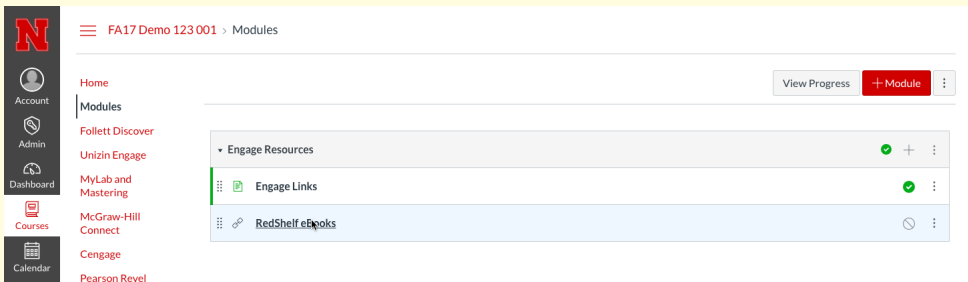 N
FA17 Demo 123 001 > Modules
Account
Admin
Dashboard
Courses
Calendar
Home
Modules
Follett Discover
Unizin Engage
MyLab and
Mastering
McGraw-Hill
Connect
Cengage
Pearson Revel
View Progress
+ Module
Engage Resources
Engage Links
RedShelf eBooks